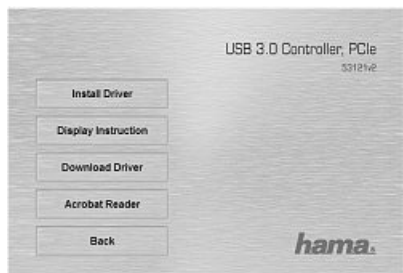 USB 3.0 Controller, PCIe
53121v2
Install Driver
Display Instruction
Download Driver
Acrobat Reader
Back
hama.